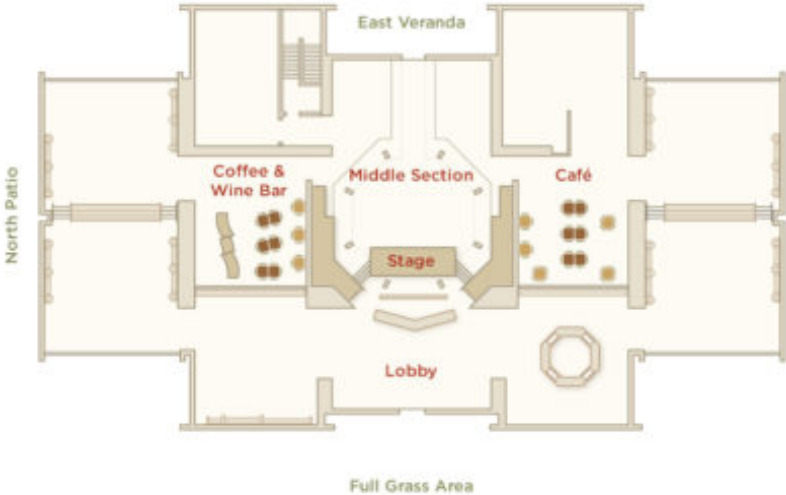 East Veranda
Coffee &
Wine Bar
Middle Section
Café
North Patio
Stage
Lobby
Full Grass Area